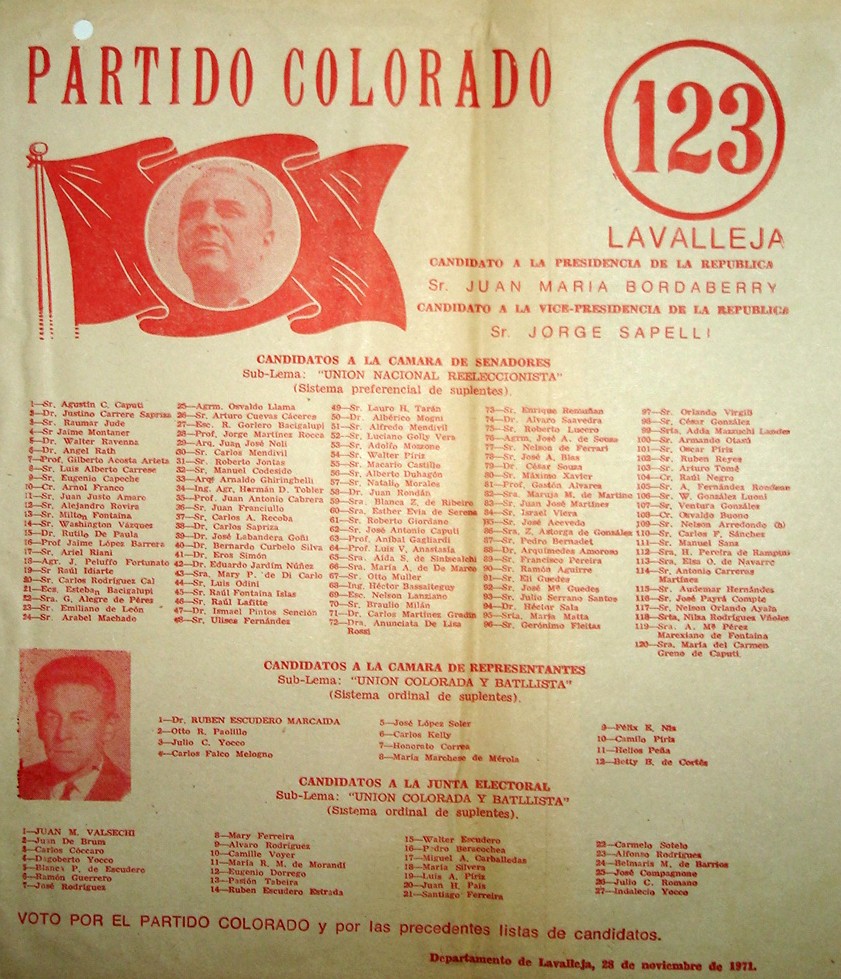 PARTIDO COLORADO
123
LAVALLEJA
CANDIDATO A LA PRESIDENCIA DE LA REPUBLICA
Sr. JUAN MARIA BORDABERRY
CANDIDATO A LA VICE-PRESIDENCIA DE LA REPUBLICA
Sr. JORGE SAPELLI
CANDIDATOS A LA CAMARA DE SENADORES
Sub-Lema: "UNION NACIONAL REELECCIONISTA"
(Sistema preferencial de suplentes).
1—Sr. Agustín C. Caputi
2—Dr. Justino Carrere Sapriza
3—Sr. Raumar Jude
4—Sr. Jaime Montaner
5—Dr. Walter Ravenna
6—Dr. Angel Rath
7—Prof. Gilberto Acosta Arteta
8—Sr. Luis Alberto Carrese
9—Sr. Eugenio Capeche
10—Cr. Arnol Franco
11—Sr. Juan Justo Amaro
12—Sr. Alejandro Rovira
13—Sr. Milton Fontaina
14—Sr. Washington Vázquez
15—Dr. Rutilo De Paula
16—Prof Jaime López Barrera
17—Sr. Ariel Riani
18—Agr. J. Peluffo Fortunato
19—Sr. Raúl Idiarte
20—Sr. Carlos Rodríguez Cal
21—Ecs. Esteban Bacigalupi
22—Sra. G. Alegre de Pérez
23—Sr. Emiliano de León
24—Sr. Arabel Machado
25—Agrm. Osvaldo Llama
26—Sr. Arturo Cuevas Cáceres
27—Esc. R. Gorlero Bacigalupi
28—Prof. Jorge Martínez Rocca
29—Arq. Juan José Neli
30—Sr. Carlos Mendivil
31—Sr. Roberto Jontas
32—Sr. Manuel Codesido
33—Arqº Arnaldo Ghiringhelli
34—Ing. Agr. Hormán D. Tobler
35—Prof. Juan Antonio Cabrera
36—Sr. Juan Franciullo
37—Sr. Carlos A. Recoba
38—Dr. Carlos Sapriza
39—Dr. José Labandera Goñi
40—Dr. Bernardo Curbelo Silva
41—Dr. Eros Simón
42—Dr. Eduardo Jardim Núñez
43—Sra. Mary P. de Di Carlo
44—Sr. Luis Odini
45—Sr. Raúl Fontaina Islas
46—Sr. Raúl Lafitte
47—Dr. Ismael Pintos Sención
48—Sr. Ulises Fernández
49—Sr. Lauro H. Tarán
50—Dr. Albérico Mogni
51—Sr. Alfredo Mendivil
52—Sr. Luciano Golly Vera
53—Sr. Adolfo Monzone
54—Sr. Walter Píriz
55—Sr. Macario Castillo
56—Sr. Alberto Duhagón
57—Sr. Natalio Morales
58—Dr. Juan Rondán
59—Sra. Blanca Z. de Ribeiro
60—Sra. Esther Evia de Serena
61—Sr. Roberto Giordano
62—Sr. José Antonio Caputi
63—Prof. Aníbal Gagliardi
64—Prof. Luis V. Anastasía
65—Sra. Aida S. de Sinbscalchi
66—Sra. María A. de De Marco
67—Sr. Otto Muller
68—Ing. Héctor Bassaitegui
69—Esc. Nelson Lanziano
70—Sr. Braulio Milán
71—Dr. Carlos Martínez Gradin
72—Dra. Anunciata De Lisa
Rossi
73—Sr. Enrique Remuñan
74—Dr. Alvaro Saavedra
75—Sr. Roberto Lucero
76—Agrm. José A. de Sousa
77—Sr. Nelson de Ferrari
78—Sr. José A. Blas
79—Dr. César Souza
80—Sr. Máximo Xavier
81—Prof. Gastón Alvares
82—Sra. Maruja M. de Martino
83—Sr. Juan José Martínez
84—Sr. Israel Viera
85—Sr. José Acevedo
86—Sra. Z. Astorga de González
87—Sr. Pedro Bernadet
88—Dr. Arquímedes Amoroso
89—Sr. Francisco Pereira
90—Sr. Ramón Aguirre
91—Sr. Eli Guedes
92—Sr. José Mª Guedes
93—Sr. Julio Serrano Santos
94—Dr. Héctor Sala
95—Sria. María Matta
96—Sr. Gerónimo Fleitas
97—Sr. Orlando Virgili
98—Sr. César González
99—Srta. Adda Mazuchi Landes
100—Sr. Armando Otazú
101—Sr. Oscar Piriz
102—Sr. Ruben Reyes
103—Sr. Arturo Tomé
104—Cr. Raúl Negro
105—Sr. A. Fernández Rondese
106—Sr. W. González Luoni
107—Sr. Ventura González
108—Cr. Osvaldo Buono
109—Sr. Nelson Arredondo (h)
110—Sr. Carlos P. Sánchez
111—Sr. Manuel Sanz
112—Sra. H. Pereira de Rampini
113—Sra. Elsa O. de Navarro
114—Sr. Antonio Carreras
Martínez
115—Sr. Audemar Hernández
116—Sr. José Payrá Compte
117—Sr. Nelson Orlando Ayala
118—Srta. Nilza Rodríguez Viñoles
119—Sra. A. Mª Pérez
Marexiano de Fontaina
120—Sra. María del Carmen
Greno de Caputi.
CANDIDATOS A LA CAMARA DE REPRESENTANTES
Sub-Lema: "UNION COLORADA Y BATLLISTA"
(Sistema ordinal de suplentes).
1—Dr. RUBEN ESCUDERO MARCAIDA
2—Otto R. Paolillo
3—Julio C. Yocco
4—Carlos Falco Melogno
5—José López Soler
6—Carlos Kelly
7—Honorato Correa
8—María Marchese de Mérola
9—Félix K. Nis
10—Camilo Píriz
11—Helios Peña
12—Betty B. de Cortés
CANDIDATOS A LA JUNTA ELECTORAL
Sub-Lema: "UNION COLORADA Y BATLLISTA"
(Sistema ordinal de suplentes).
1—JUAN M. VALSECHI
2—Juan De Brum
3—Carlos Cóccaro
4—Dagoberto Yocco
5—Blanca P. de Escudero
6—Ramón Guerrero
7—José Rodríguez
8—Mary Ferreira
9—Alvaro Rodríguez
10—Camille Voyer
11—María R. M. de Morandi
12—Eugenio Dorrego
13—Pasión Tabeira
14—Ruben Escudero Estrada
15—Walter Escudero
16—Pedro Beracochea
17—Miguel A. Carballedas
18—María Silvera
19—Luis A. Píriz
20—Juan H. Pais
21—Santiago Ferreira
22—Carmelo Sotelo
23—Alfonso Rodríguez
24—Belmaris M. de Barrios
25—José Compagnone
26—Julio C. Romano
27—Indalecio Yocco
VOTO POR EL PARTIDO COLORADO y por las precedentes listas de candidatos.
Departamento de Lavalleja, 28 de noviembre de 1971.